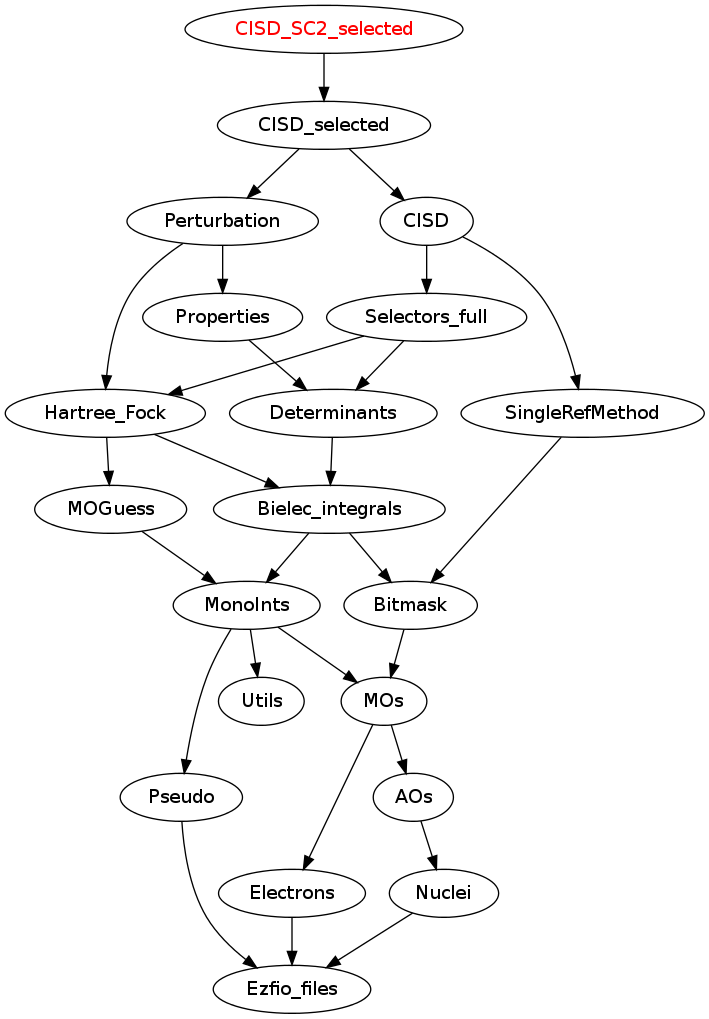 CISD_SC2_selected
CISD_selected
Perturbation
CISD
Properties
Selectors_full
Hartree_Fock
Determinants
SingleRefMethod
MOGuess
Bielec_integrals
MonoInts
Bitmask
Utils
MOs
Pseudo
AOs
Electrons
Nuclei
Ezfio_files